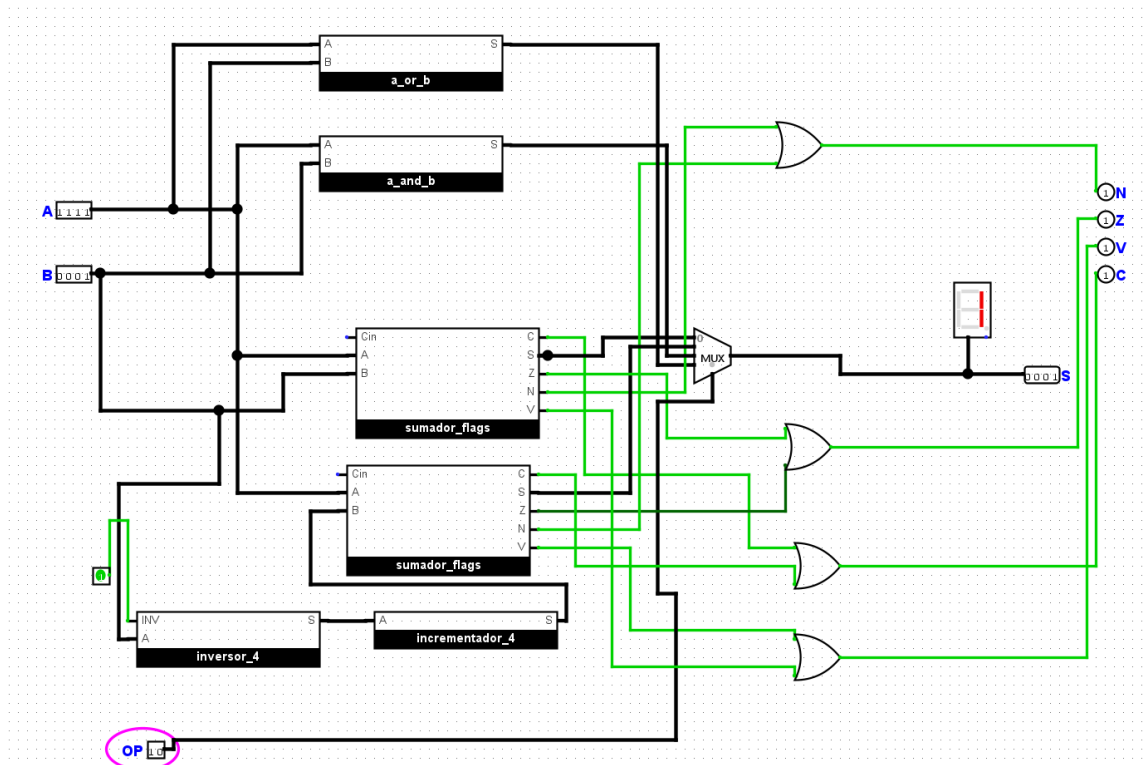 A
S
B
a_or_b
A
S
B
a_and_b
A
1111
N
1
Z
1
V
1
B
0001
C
1
Cin
C
A
S
B
Z
N
V
sumador_flags
0
MUX
0001
S
Cin
C
A
S
B
Z
N
V
sumador_flags
INV
S
A
inversor_4
A
S
incrementador_4
OP
10